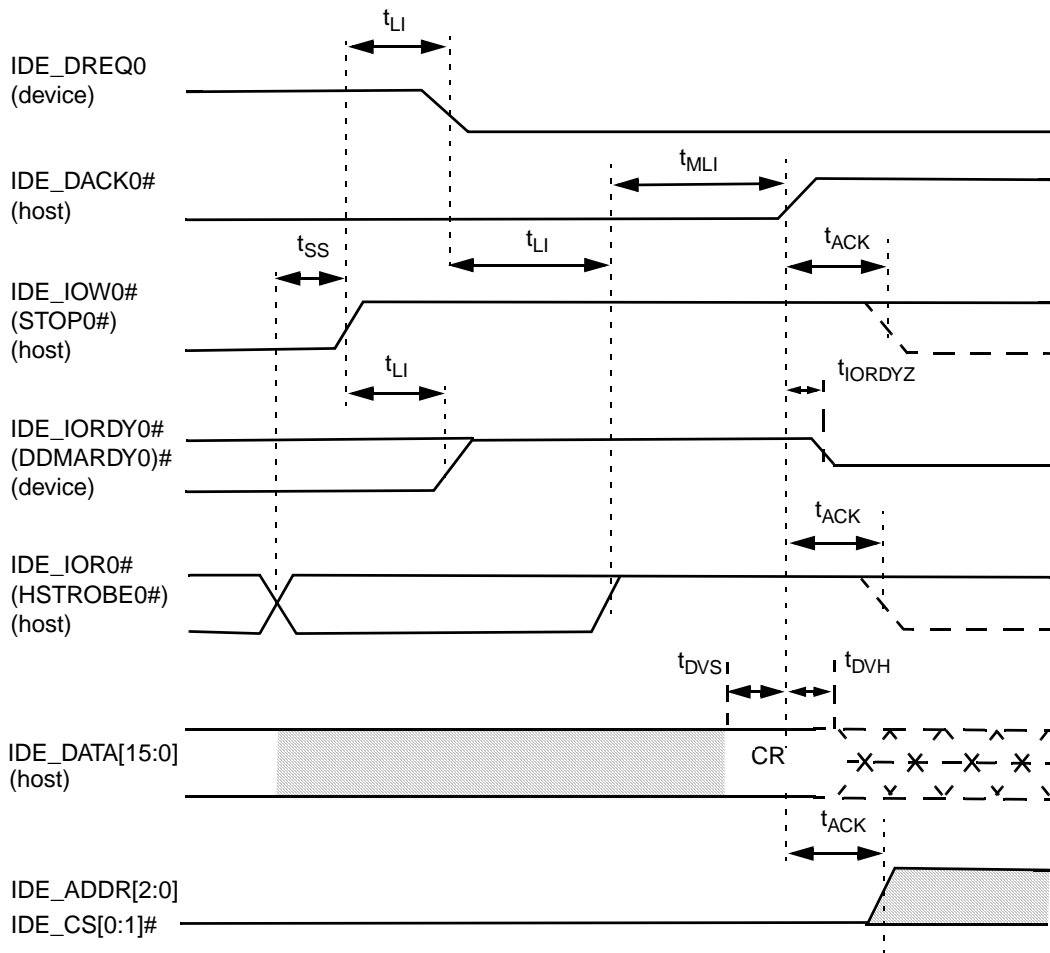 tLI
IDE_DREQ0
(device)
tMLI
IDE_DACK0#
(host)
tSS
tLI
tACK
IDE_IOW0#
(STOP0#)
(host)
tLI
tIORDYZ
IDE_IORDY0#
(DDMARDY0)#
(device)
tACK
IDE_IOR0#
(HSTROBE0#)
(host)
tDVS
tDVH
IDE_DATA[15:0]
(host)
CR
tACK
IDE_ADDR[2:0]
IDE_CS[0:1]#